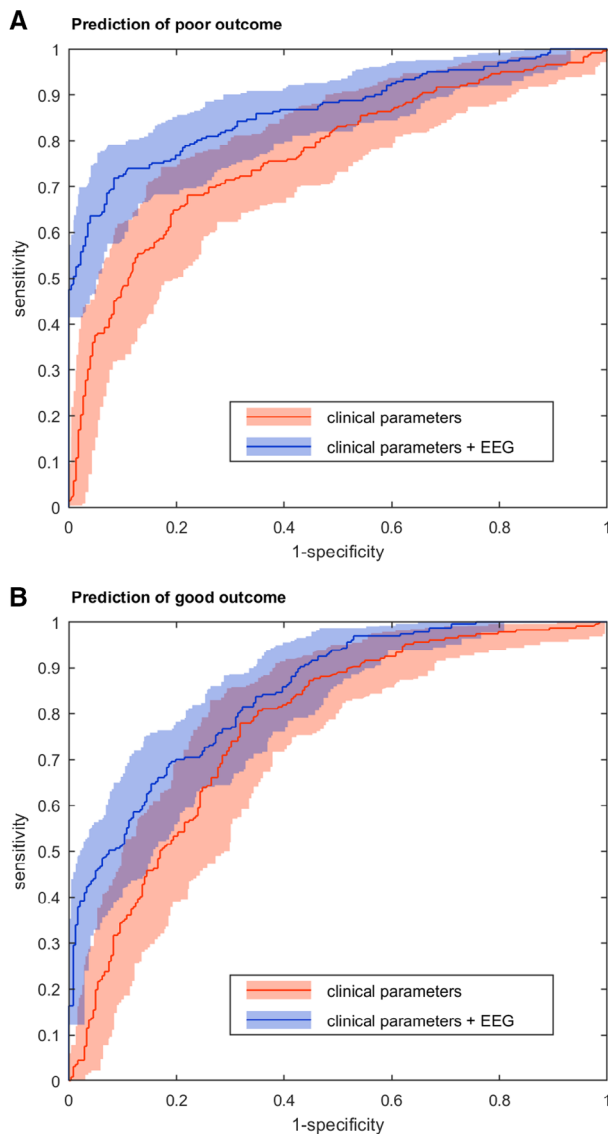 A
Prediction of poor outcome
1
0.9
0.8
0.7
0.6
0.5
0.4
0.3
0.2
0.1
0
sensitivity
clinical parameters
clinical parameters + EEG
0 0.2 0.4 0.6 0.8 1
1-specificity
B
Prediction of good outcome
1
0.9
0.8
0.7
0.6
0.5
0.4
0.3
0.2
0.1
0
sensitivity
clinical parameters
clinical parameters + EEG
0 0.2 0.4 0.6 0.8 1
1-specificity